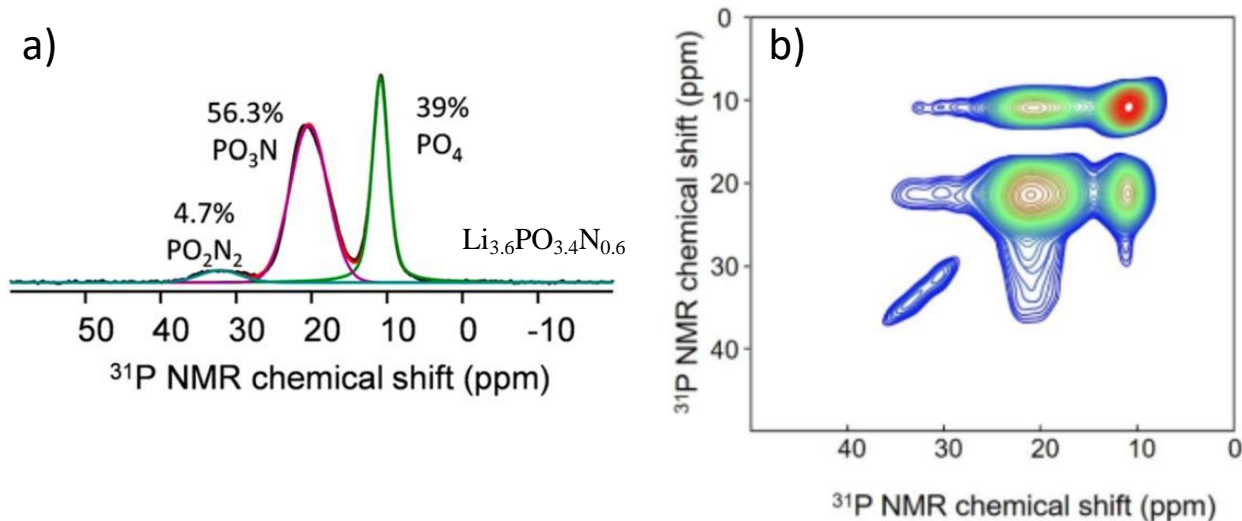 a)
56.3%
PO₃N
39%
PO₄
4.7%
PO₂N₂
Li₃.₆PO₃.₄N₀.₆
50 40 30 20 10 0 -10
³¹P NMR chemical shift (ppm)
b)
³¹P NMR chemical shift (ppm)
0
10
20
30
40
40 30 20 10 0
³¹P NMR chemical shift (ppm)